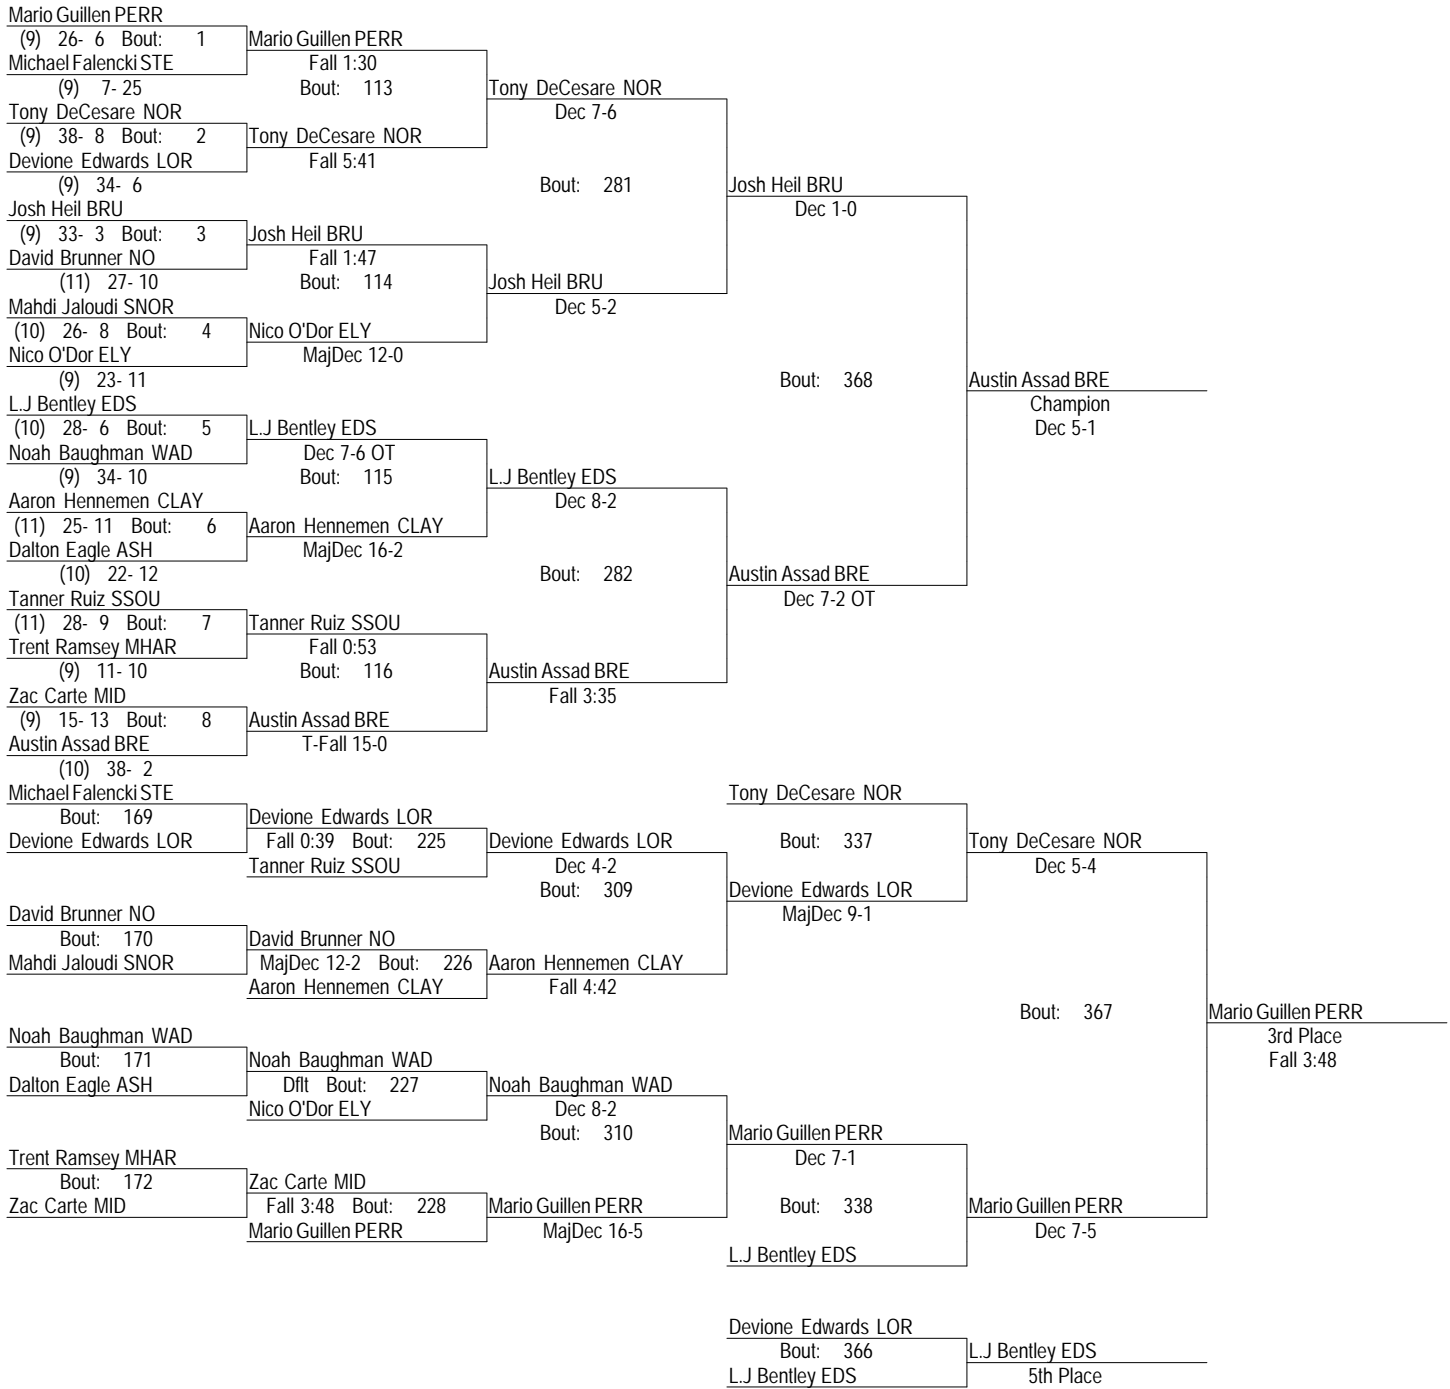 Mario Guillen PERR
(9) 26- 6 Bout: 1 Mario Guillen PERR
Michael Falencki STE Fall 1:30
(9) 7- 25 Bout: 113 Tony DeCesare NOR
Tony DeCesare NOR Dec 7-6
(9) 38- 8 Bout: 2 Tony DeCesare NOR
Devione Edwards LOR Fall 5:41
(9) 34- 6 Bout: 281 Josh Heil BRU
Josh Heil BRU Dec 1-0
(9) 33- 3 Bout: 3 Josh Heil BRU
David Brunner NO Fall 1:47
(11) 27- 10 Bout: 114 Josh Heil BRU
Mahdi Jaloudi SNOR Dec 5-2
(10) 26- 8 Bout: 4 Nico O'Dor ELY
Nico O'Dor ELY MajDec 12-0
(9) 23- 11 Bout: 368 Austin Assad BRE
L.J Bentley EDS Champion
(10) 28- 6 Bout: 5 L.J Bentley EDS Dec 5-1
Noah Baughman WAD Dec 7-6 OT
(9) 34- 10 Bout: 115 L.J Bentley EDS
Aaron Hennemen CLAY Dec 8-2
(11) 25- 11 Bout: 6 Aaron Hennemen CLAY
Dalton Eagle ASH MajDec 16-2
(10) 22- 12 Bout: 282 Austin Assad BRE
Tanner Ruiz SSOU Dec 7-2 OT
(11) 28- 9 Bout: 7 Tanner Ruiz SSOU
Trent Ramsey MHAR Fall 0:53
(9) 11- 10 Bout: 116 Austin Assad BRE
Zac Carte MID Fall 3:35
(9) 15- 13 Bout: 8 Austin Assad BRE
Austin Assad BRE T-Fall 15-0
(10) 38- 2
Michael Falencki STE Tony DeCesare NOR
Bout: 169 Devione Edwards LOR
Devione Edwards LOR Fall 0:39 Bout: 225 Devione Edwards LOR Bout: 337 Tony DeCesare NOR
Tanner Ruiz SSOU Dec 4-2 Dec 5-4
Bout: 309 Devione Edwards LOR
David Brunner NO MajDec 9-1
Bout: 170 David Brunner NO
Mahdi Jaloudi SNOR MajDec 12-2 Bout: 226 Aaron Hennemen CLAY
Aaron Hennemen CLAY Fall 4:42
Bout: 367 Mario Guillen PERR
Noah Baughman WAD 3rd Place
Bout: 171 Noah Baughman WAD Fall 3:48
Dalton Eagle ASH Dflt Bout: 227 Noah Baughman WAD
Nico O'Dor ELY Dec 8-2
Bout: 310 Mario Guillen PERR
Trent Ramsey MHAR Dec 7-1
Bout: 172 Zac Carte MID
Zac Carte MID Fall 3:48 Bout: 228 Mario Guillen PERR Bout: 338 Mario Guillen PERR
Mario Guillen PERR MajDec 16-5 Dec 7-5
L.J Bentley EDS
Devione Edwards LOR
Bout: 366 L.J Bentley EDS
L.J Bentley EDS 5th Place